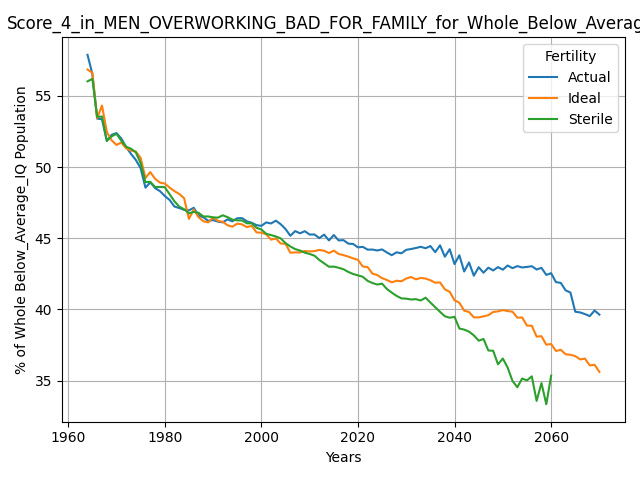 Score_4_in_MEN_OVERWORKING_BAD_FOR_FAMILY_for_Whole_Below_Averag
% of Whole Below_Average_IQ Population
55
50
45
40
35
Fertility
Actual
Ideal
Sterile
1960
1980
2000
2020
2040
2060
Years